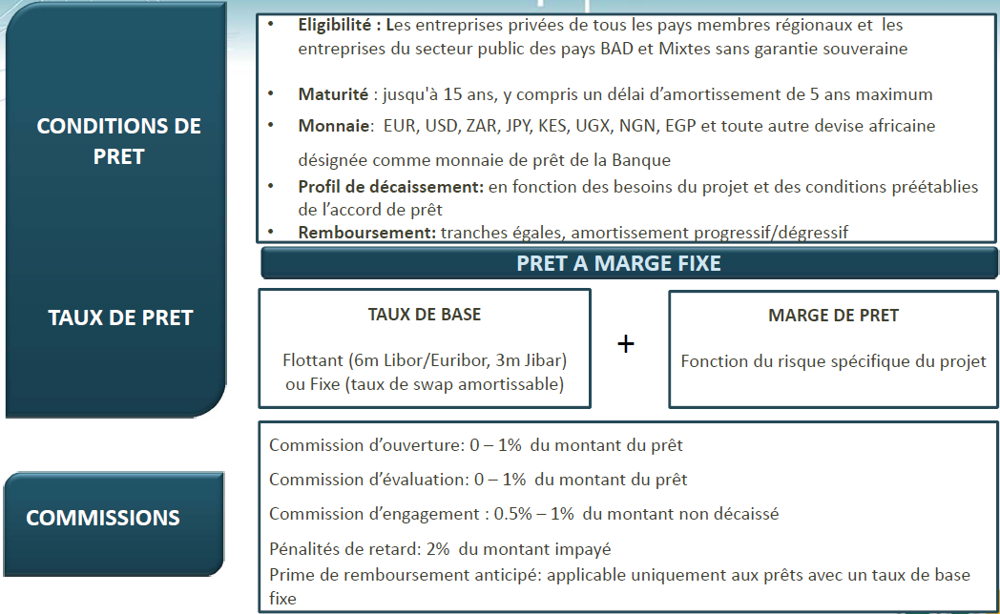 CONDITIONS DE
PRET
• Eligibilité : Les entreprises privées de tous les pays membres régionaux et les
entreprises du secteur public des pays BAD et Mixtes sans garantie souveraine
• Maturité : jusqu'à 15 ans, y compris un délai d’amortissement de 5 ans maximum
• Monnaie: EUR, USD, ZAR, JPY, KES, UGX, NGN, EGP et toute autre devise africaine
désignée comme monnaie de prêt de la Banque
• Profil de décaissement: en fonction des besoins du projet et des conditions préétablies
de l’accord de prêt
• Remboursement: tranches égales, amortissement progressif/dégressif
TAUX DE PRET
PRET A MARGE FIXE
TAUX DE BASE
Flottant (6m Libor/Euribor, 3m Jibar)
ou Fixe (taux de swap amortissable)
+
MARGE DE PRET
Fonction du risque spécifique du projet
COMMISSIONS
Commission d’ouverture: 0 – 1% du montant du prêt
Commission d’évaluation: 0 – 1% du montant du prêt
Commission d’engagement : 0.5% – 1% du montant non décaissé
Pénalités de retard: 2% du montant impayé
Prime de remboursement anticipé: applicable uniquement aux prêts avec un taux de base
fixe